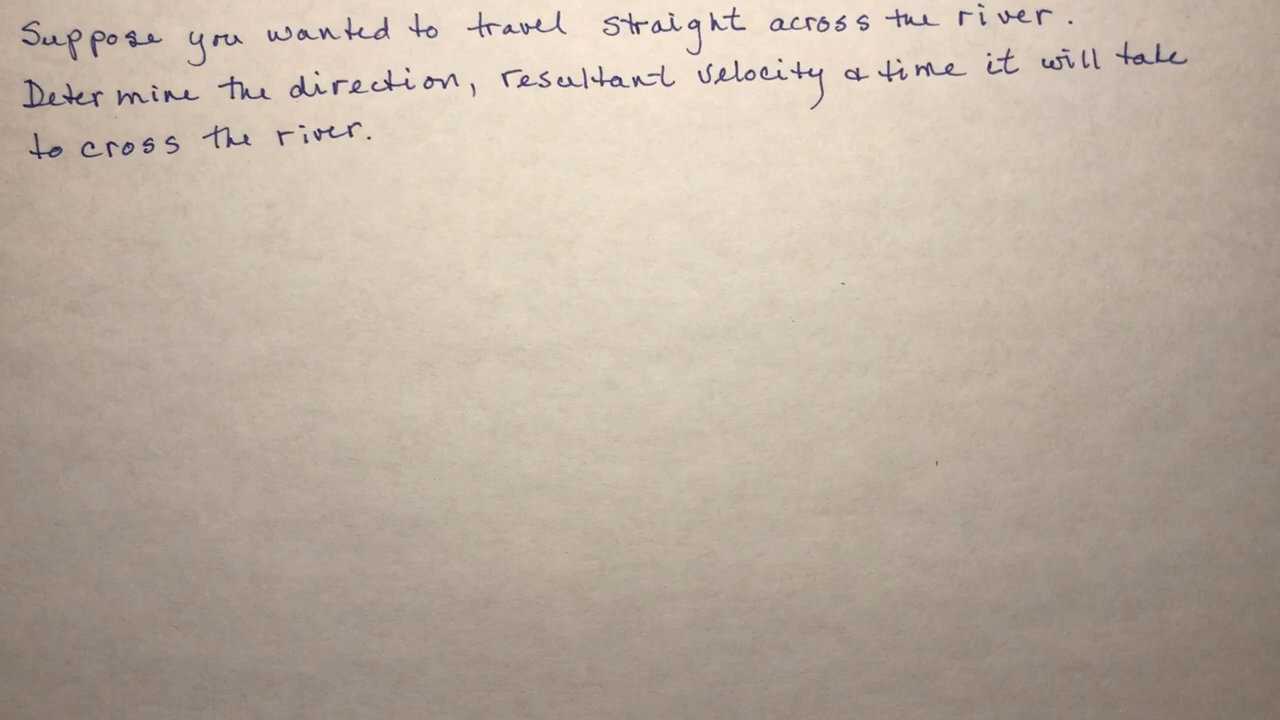 Suppose you wanted to travel straight across the river.
Determine the direction, resultant velocity & time it will take
to cross the river.